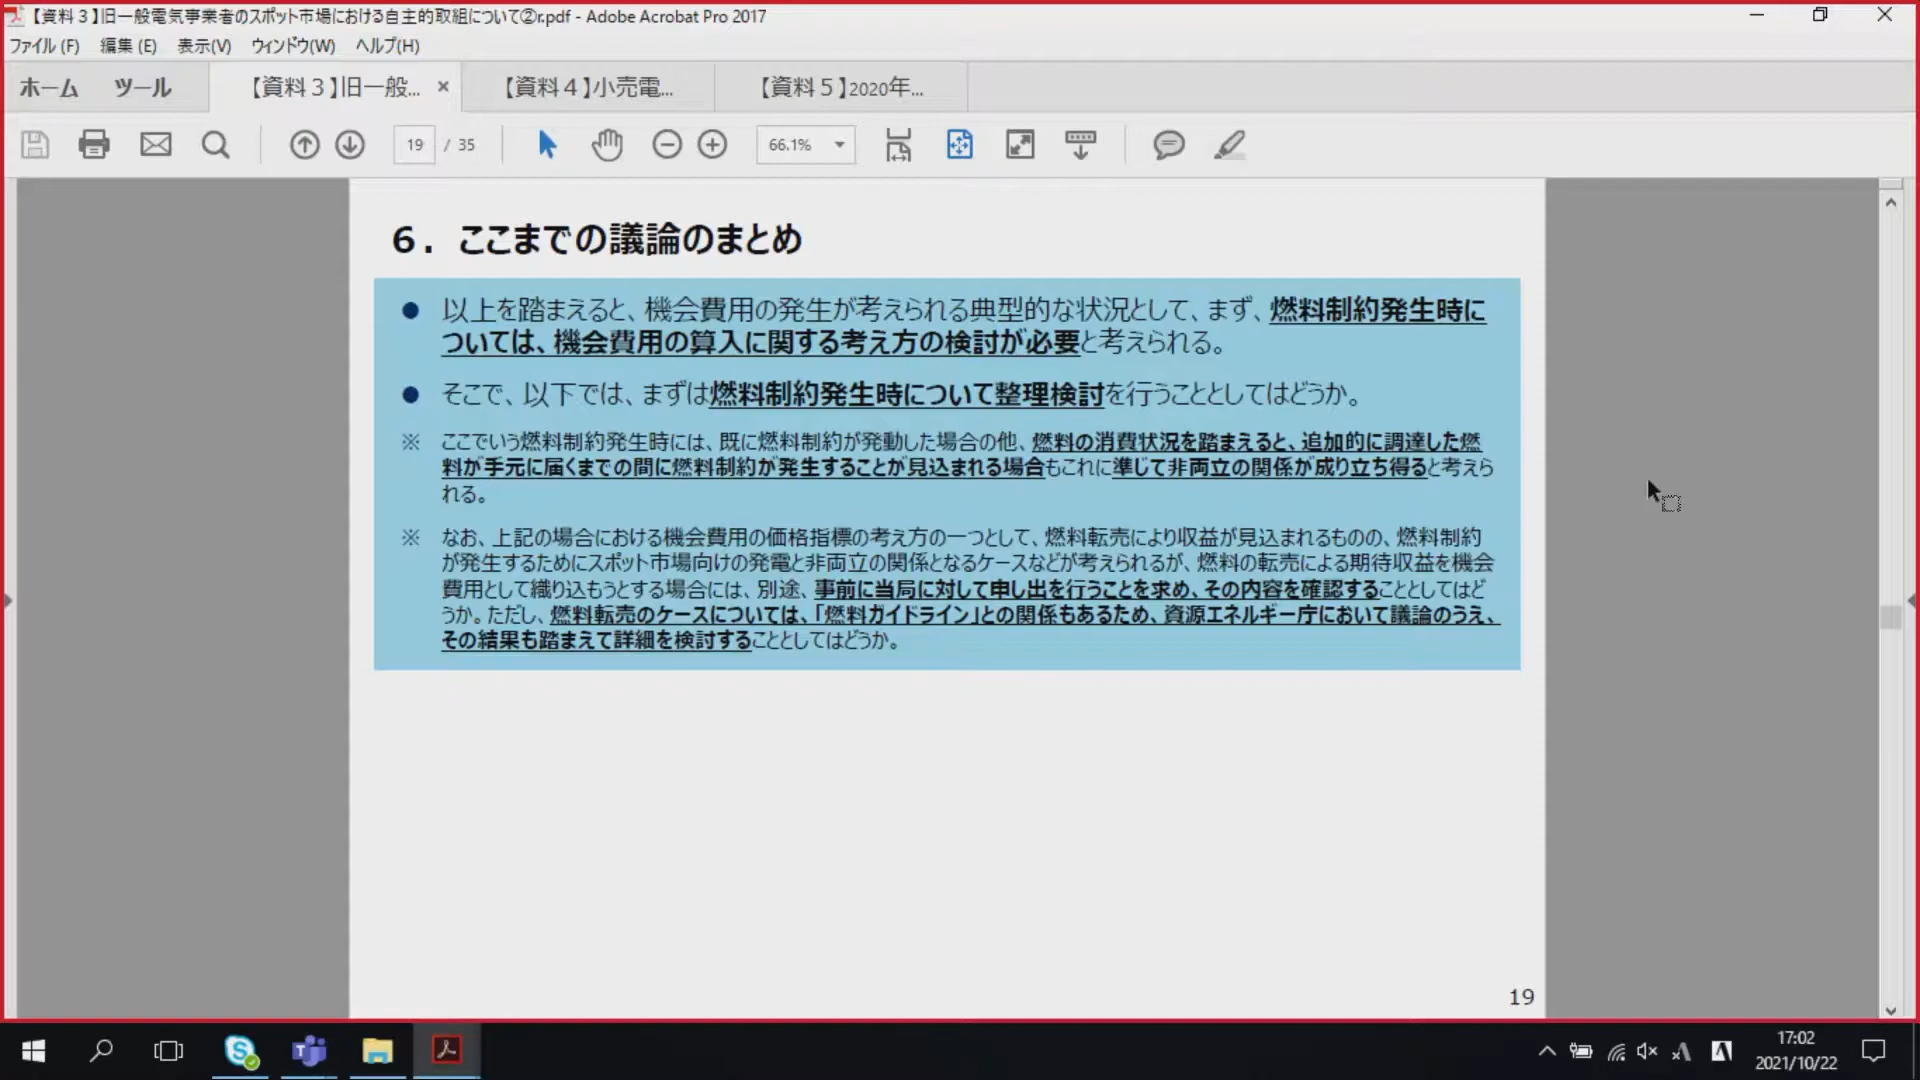 【資料３】旧一般電気事業者のスポット市場における自主的取組について②r.pdf - Adobe Acrobat Pro 2017
ファイル(F) 編集(E) 表示(V) ウィンドウ(W) ヘルプ(H)
ホーム ツール 【資料３】旧一般... × 【資料４】小売電... 【資料５】2020年...
19 / 35 66.1%
６．ここまでの議論のまとめ
● 以上を踏まえると、機会費用の発生が考えられる典型的な状況として、まず、燃料制約発生時に
ついては、機会費用の算入に関する考え方の検討が必要と考えられる。
● そこで、以下では、まずは燃料制約発生時について整理検討を行うこととしてはどうか。
※ ここでいう燃料制約発生時には、既に燃料制約が発動した場合の他、燃料の消費状況を踏まえると、追加的に調達した燃
料が手元に届くまでの間に燃料制約が発生することが見込まれる場合もこれに準じて非両立の関係が成り立ち得ると考えら
れる。
※ なお、上記の場合における機会費用の価格指標の考え方の一つとして、燃料転売により収益が見込まれるものの、燃料制約
が発生するためにスポット市場向けの発電と非両立の関係となるケースなどが考えられるが、燃料の転売による期待収益を機会
費用として織り込もうとする場合には、別途、事前に当局に対して申し出を行うことを求め、その内容を確認することとしてはど
うか。ただし、燃料転売のケースについては、「燃料ガイドライン」との関係もあるため、資源エネルギー庁において議論のうえ、
その結果も踏まえて詳細を検討することとしてはどうか。
19
17:02
2021/10/22